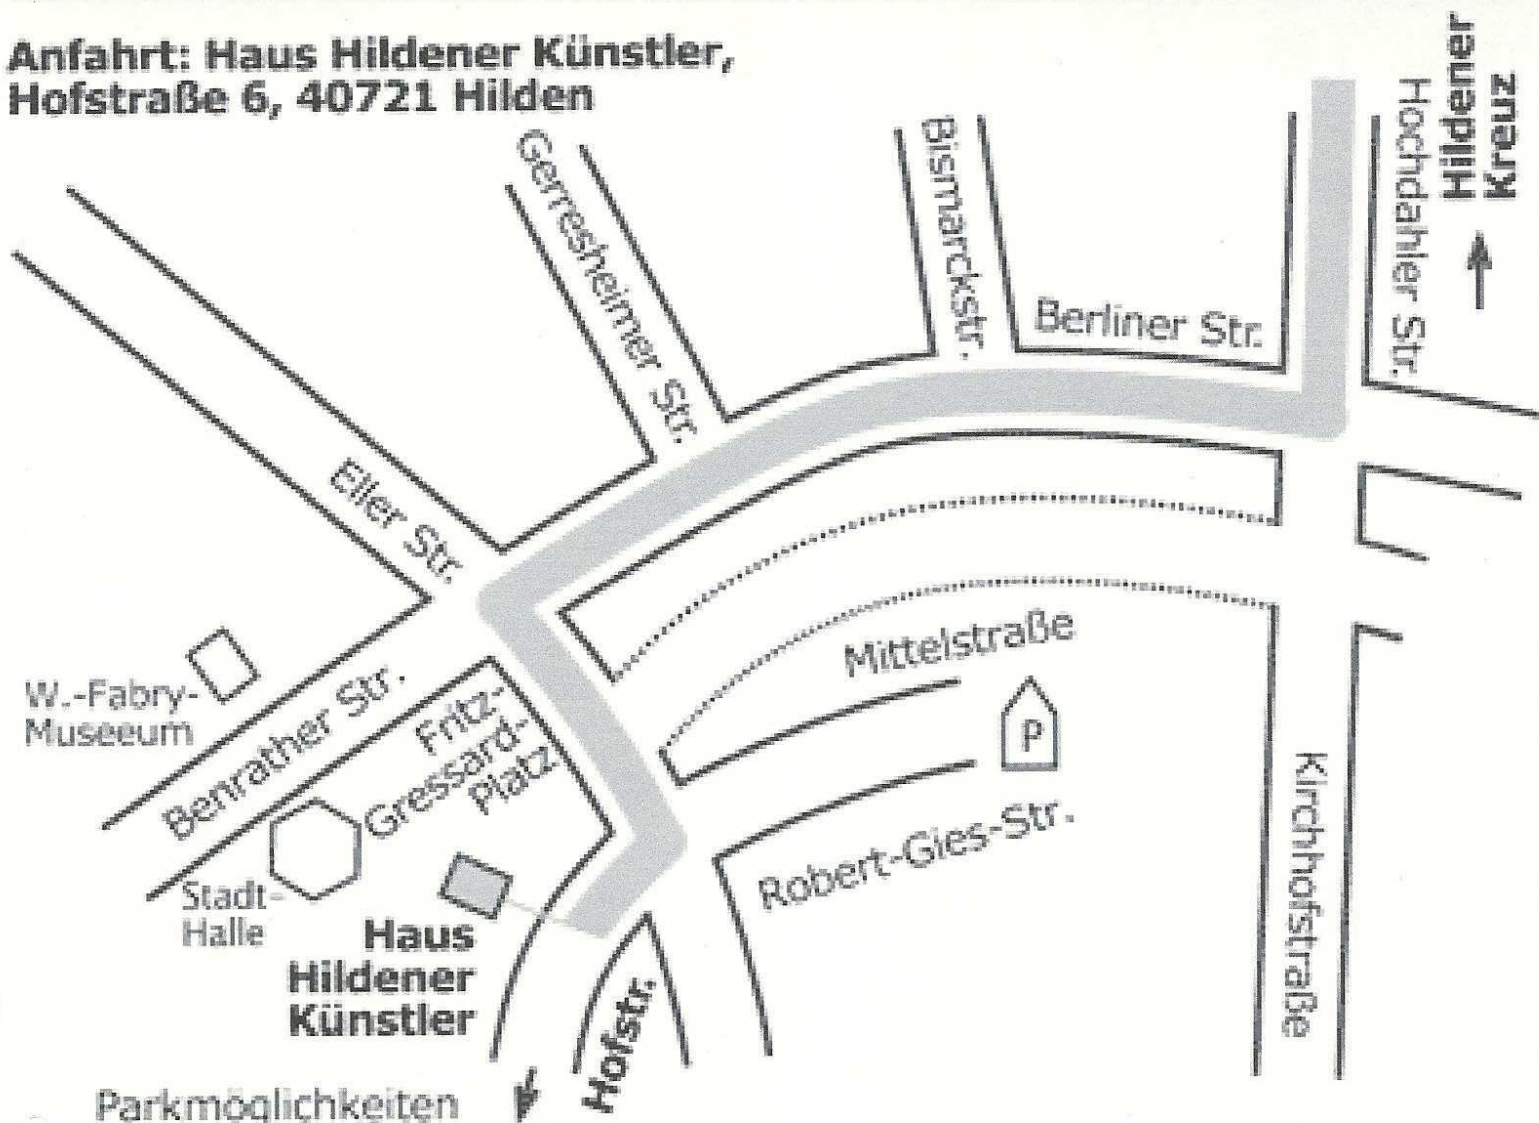 Anfahrt: Haus Hildener Künstler,
Hofstraße 6, 40721 Hilden
Hildener
Kreuz
Hochdahler Str.
Bismarckstr.
Gerresheimer Str.
Berliner Str.
Eller Str.
Mittelstraße
P
W.-Fabry-
Museeum
Benrather Str.
Fritz-
Gressard-
Platz
Robert-Gies-Str.
Kirchhofstraße
Stadt-
Halle
Haus
Hildener
Künstler
Hofstr.
Parkmöglichkeiten